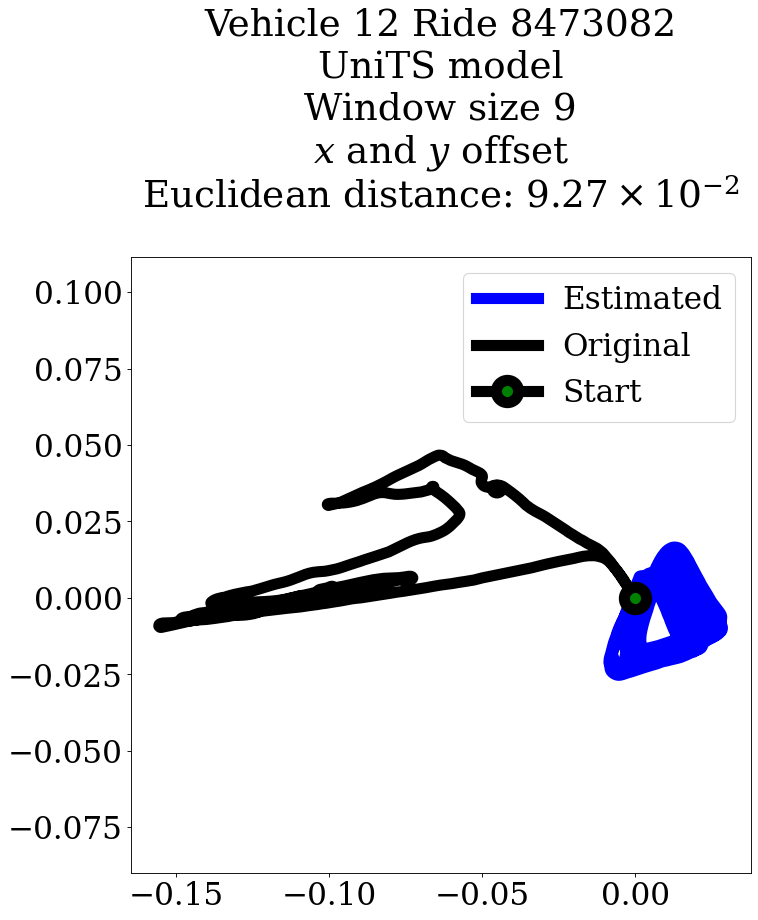 Vehicle 12 Ride 8473082
UniTS model
Window size 9
x and y offset
Euclidean distance: 9.27 × 10⁻²
Estimated
Original
Start
0.100
0.075
0.050
0.025
0.000
−0.025
−0.050
−0.075
−0.15
−0.10
−0.05
0.00